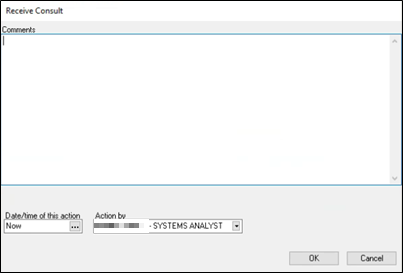 Receive Consult
Comments
Date/time of this action
Action by
Now
...
- SYSTEMS ANALYST
OK
Cancel